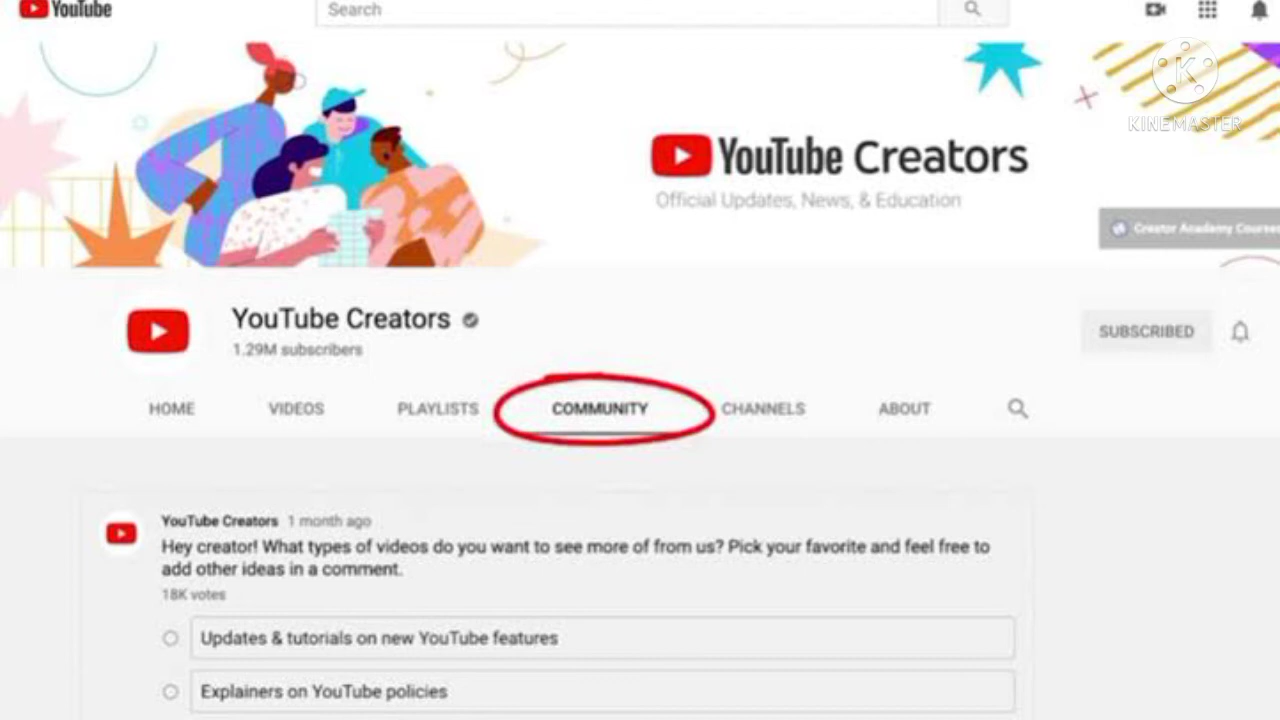 YouTube
Search
K
KINEMASTER
YouTube Creators
Official Updates, News, & Education
Creator Academy Courses
YouTube Creators
1.29M subscribers
SUBSCRIBED
HOME VIDEOS PLAYLISTS COMMUNITY CHANNELS ABOUT
YouTube Creators 1 month ago
Hey creator! What types of videos do you want to see more of from us? Pick your favorite and feel free to
add other ideas in a comment.
18K votes
Updates & tutorials on new YouTube features
Explainers on YouTube policies